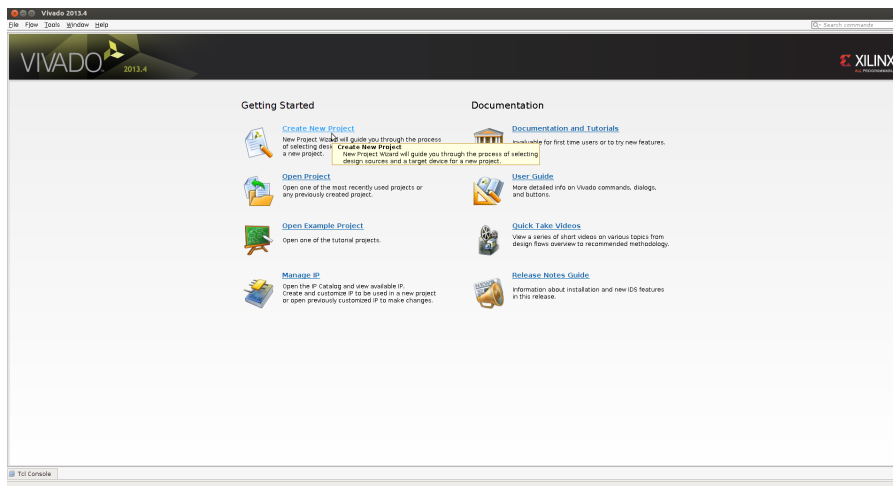 Vivado 2013.4
File Flow Tools Window Help
Search commands
VIVADO 2013.4
XILINX
ALL PROGRAMMABLE
Getting Started
Create New Project
New Project Wizard will guide you through the process
of selecting desi
a new project.
Create New Project
New Project Wizard will guide you through the process of selecting
design sources and a target device for a new project.
Open Project
Open one of the most recently used projects or
any previously created project.
Open Example Project
Open one of the tutorial projects.
Manage IP
Open the IP Catalog and view available IP.
Create and customize IP to be used in a new project
or open previously customized IP to make changes.
Documentation
Documentation and Tutorials
Invaluable for first time users or to try new features.
User Guide
More detailed info on Vivado commands, dialogs,
and buttons.
Quick Take Videos
View a series of short videos on various topics from
design flows overview to recommended methodology.
Release Notes Guide
Information about installation and new IDS features
in this release.
Tcl Console